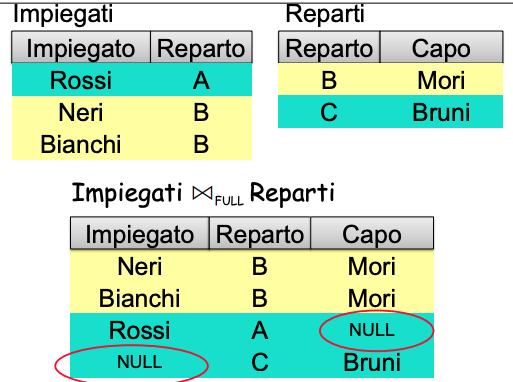 Impiegati
Impiegato Reparto
Rossi A
Neri B
Bianchi B
Reparti
Reparto Capo
B Mori
C Bruni
Impiegati ⋈FULL Reparti
Impiegato Reparto Capo
Neri B Mori
Bianchi B Mori
Rossi A NULL
NULL C Bruni